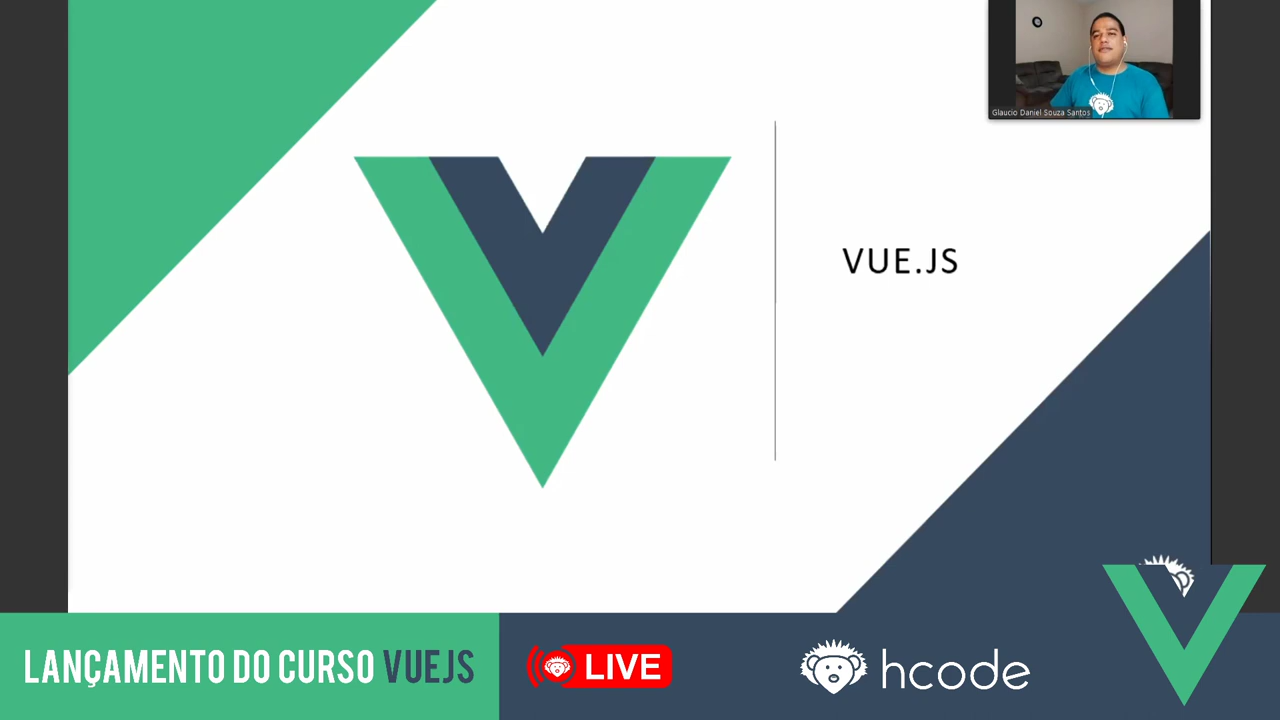 Glaucio Daniel Souza Santos
VUE.JS
LANÇAMENTO DO CURSO VUEJS
LIVE
hcode